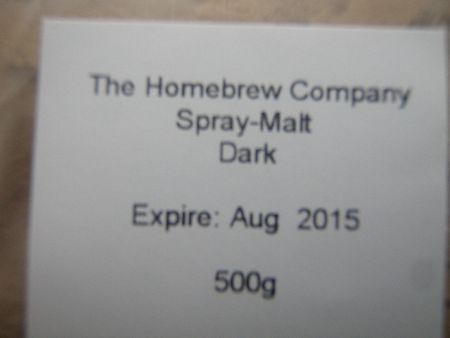 The Homebrew Company
Spray-Malt
Dark
Expire: Aug 2015
500g